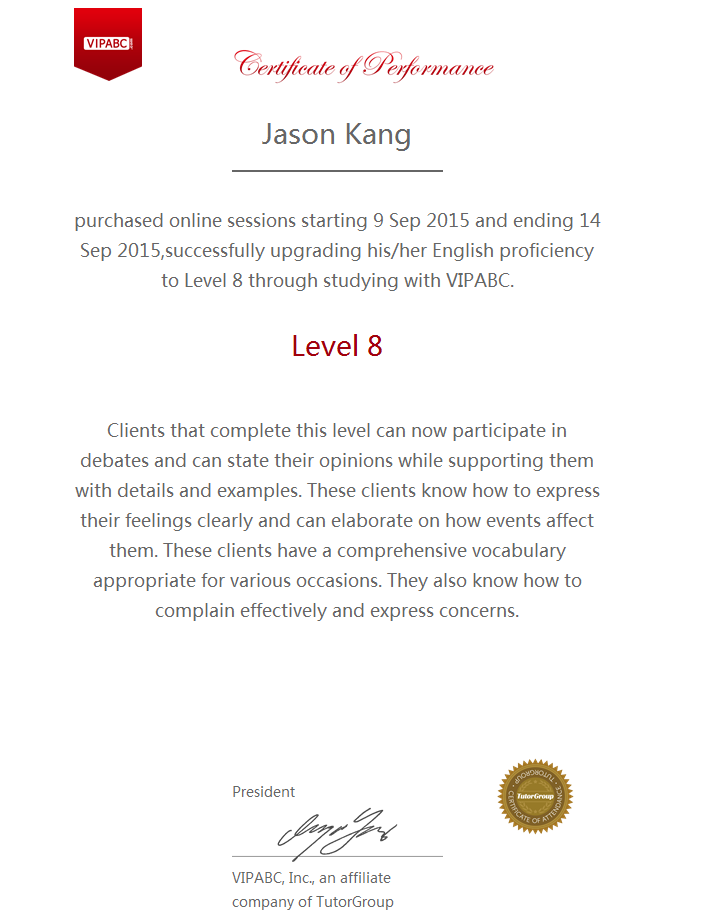 VIPABC
Certificate of Performance
Jason Kang
purchased online sessions starting 9 Sep 2015 and ending 14
Sep 2015,successfully upgrading his/her English proficiency
to Level 8 through studying with VIPABC.
Level 8
Clients that complete this level can now participate in
debates and can state their opinions while supporting them
with details and examples. These clients know how to express
their feelings clearly and can elaborate on how events affect
them. These clients have a comprehensive vocabulary
appropriate for various occasions. They also know how to
complain effectively and express concerns.
President
TUTORGROUP
TutorGroup
CERTIFICATE OF ATTENDANCE
VIPABC, Inc., an affiliate
company of TutorGroup